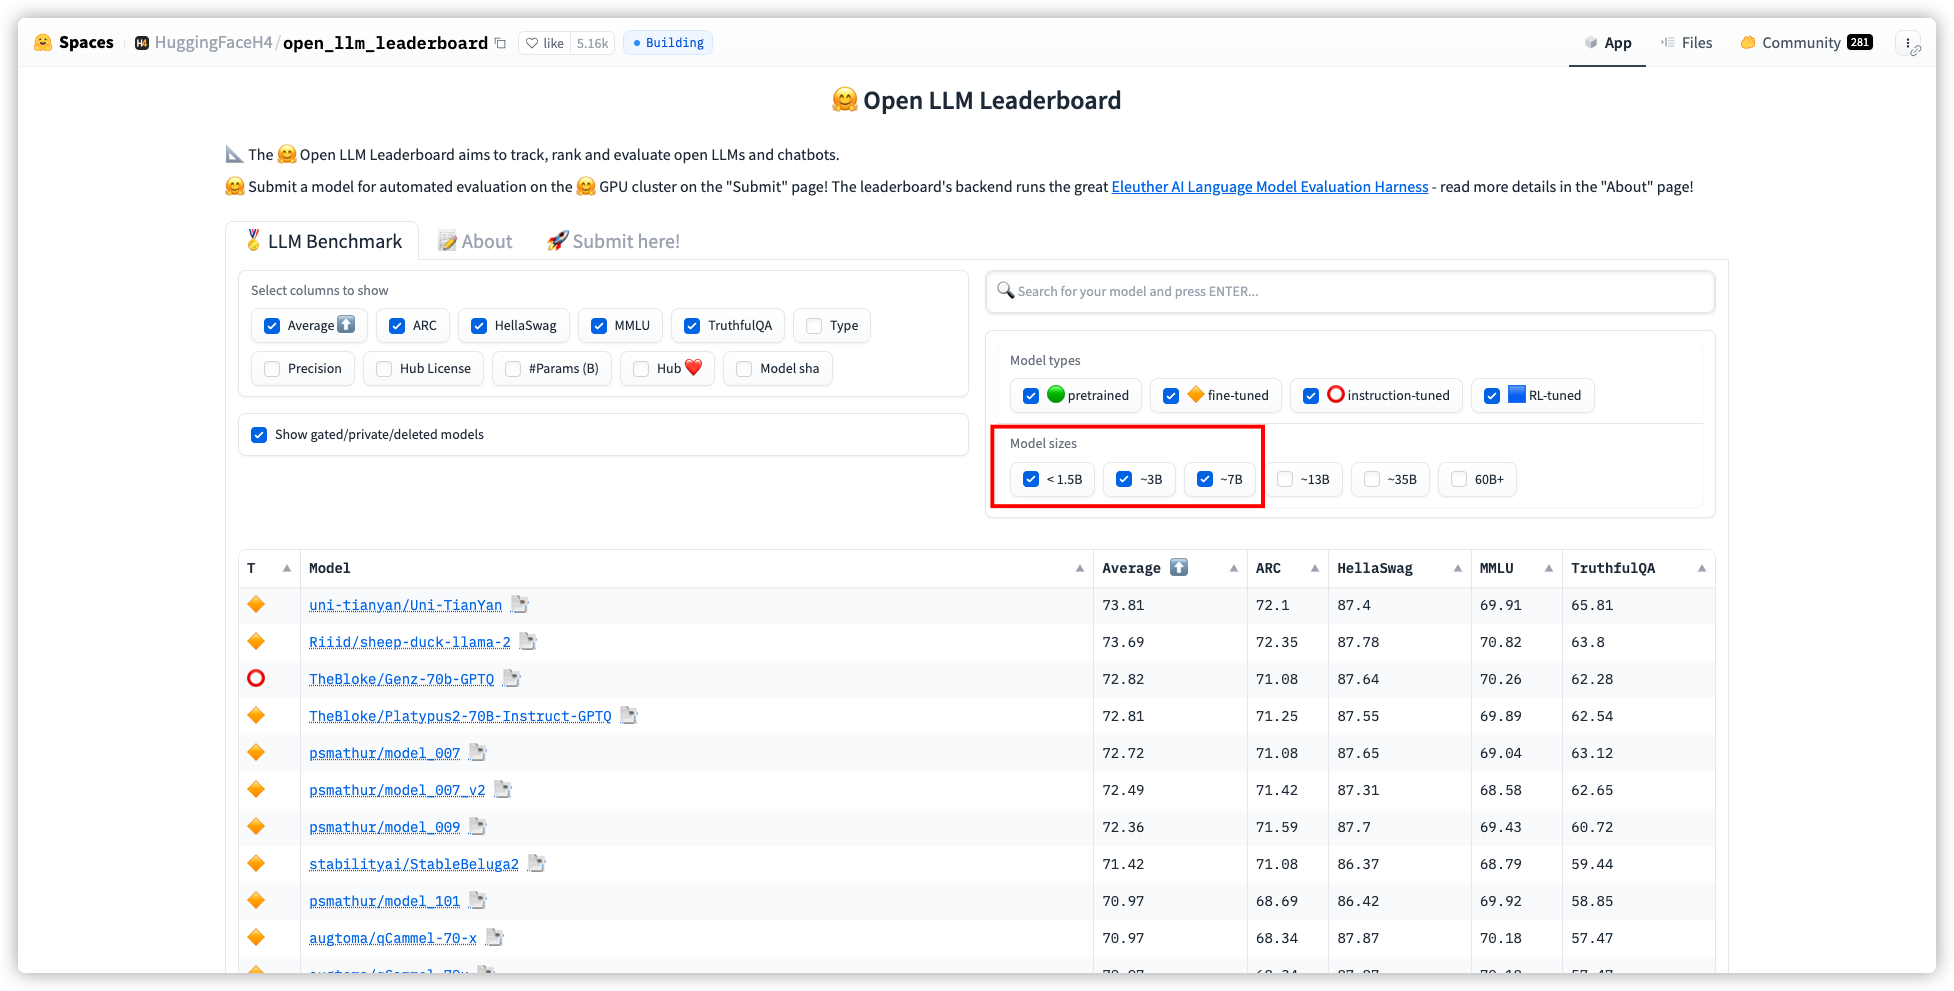 Spaces HuggingFaceH4/open_llm_leaderboard like 5.16k Building App Files Community 281
Open LLM Leaderboard
The Open LLM Leaderboard aims to track, rank and evaluate open LLMs and chatbots.
Submit a model for automated evaluation on the GPU cluster on the "Submit" page! The leaderboard's backend runs the great Eleuther AI Language Model Evaluation Harness - read more details in the "About" page!
LLM Benchmark About Submit here!
Select columns to show
Average ARC HellaSwag MMLU TruthfulQA Type
Precision Hub License #Params (B) Hub Model sha
Show gated/private/deleted models
Search for your model and press ENTER...
Model types
pretrained fine-tuned instruction-tuned RL-tuned
Model sizes
< 1.5B ~3B ~7B ~13B ~35B 60B+
T Model Average ARC HellaSwag MMLU TruthfulQA
uni-tianyan/Uni-TianYan 73.81 72.1 87.4 69.91 65.81
Riiid/sheep-duck-llama-2 73.69 72.35 87.78 70.82 63.8
TheBloke/Genz-70b-GPTQ 72.82 71.08 87.64 70.26 62.28
TheBloke/Platypus2-70B-Instruct-GPTQ 72.81 71.25 87.55 69.89 62.54
psmathur/model_007 72.72 71.08 87.65 69.04 63.12
psmathur/model_007_v2 72.49 71.42 87.31 68.58 62.65
psmathur/model_009 72.36 71.59 87.7 69.43 60.72
stabilityai/StableBeluga2 71.42 71.08 86.37 68.79 59.44
psmathur/model_101 70.97 68.69 86.42 69.92 58.85
augtoma/qCammel-70-x 70.97 68.34 87.87 70.18 57.47